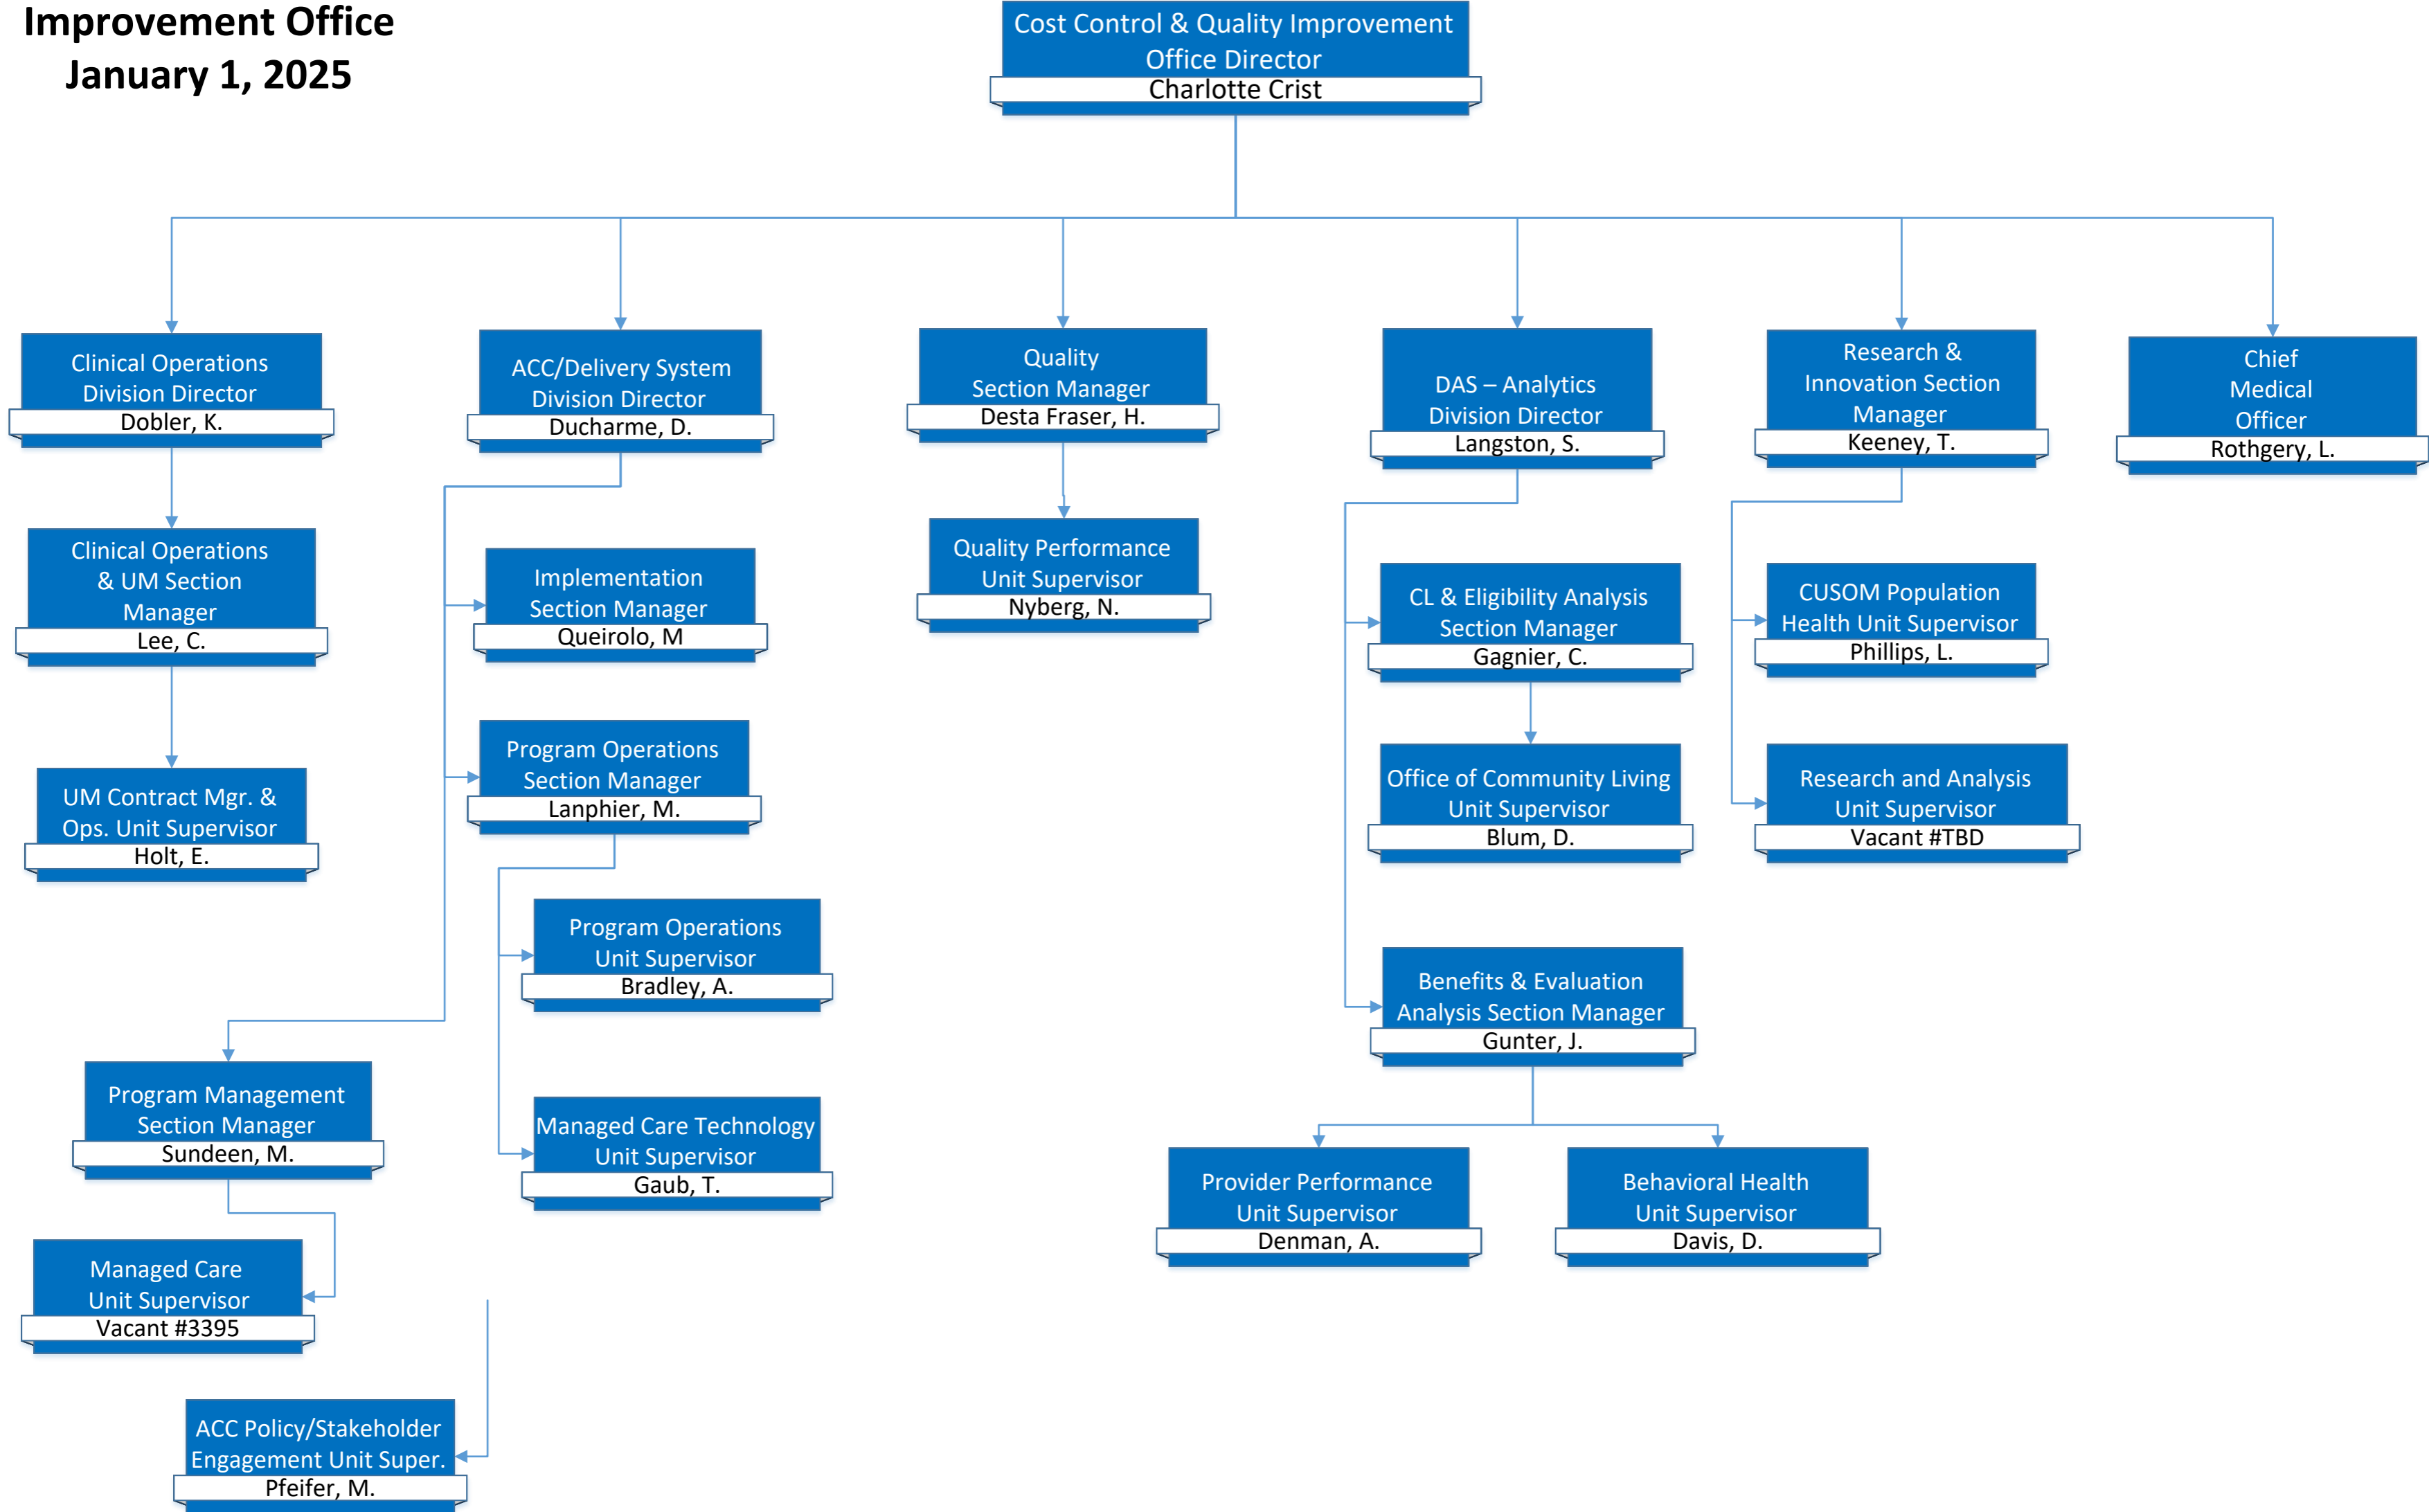 Improvement Office
January 1, 2025
Cost Control & Quality Improvement
Office Director
Charlotte Crist
Clinical Operations
Division Director
Dobler, K.
ACC/Delivery System
Division Director
Ducharme, D.
Quality
Section Manager
Desta Fraser, H.
DAS – Analytics
Division Director
Langston, S.
Research &
Innovation Section
Manager
Keeney, T.
Chief
Medical
Officer
Rothgery, L.
Clinical Operations
& UM Section
Manager
Lee, C.
Implementation
Section Manager
Queirolo, M
Quality Performance
Unit Supervisor
Nyberg, N.
CL & Eligibility Analysis
Section Manager
Gagnier, C.
CUSOM Population
Health Unit Supervisor
Phillips, L.
UM Contract Mgr. &
Ops. Unit Supervisor
Holt, E.
Program Operations
Section Manager
Lanphier, M.
Office of Community Living
Unit Supervisor
Blum, D.
Research and Analysis
Unit Supervisor
Vacant #TBD
Program Operations
Unit Supervisor
Bradley, A.
Benefits & Evaluation
Analysis Section Manager
Gunter, J.
Program Management
Section Manager
Sundeen, M.
Managed Care Technology
Unit Supervisor
Gaub, T.
Provider Performance
Unit Supervisor
Denman, A.
Behavioral Health
Unit Supervisor
Davis, D.
Managed Care
Unit Supervisor
Vacant #3395
ACC Policy/Stakeholder
Engagement Unit Super.
Pfeifer, M.